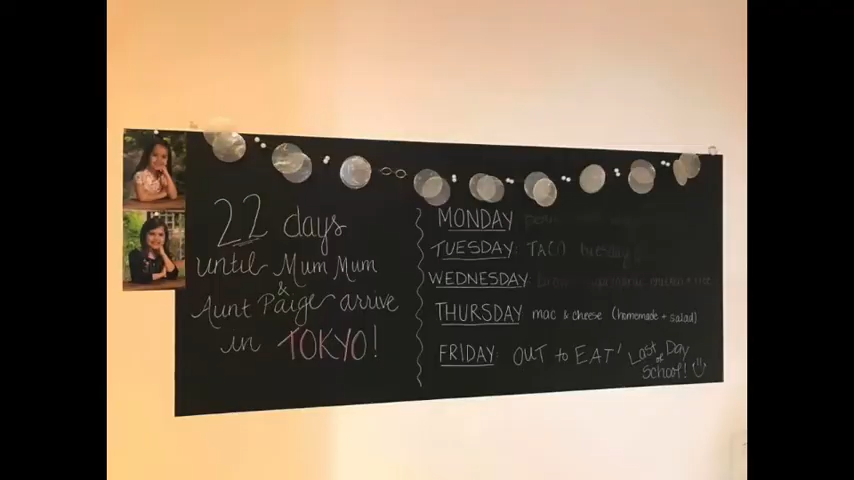 22 days
until Mum Mum
&
Aunt Paige arrive
in TOKYO!
MONDAY
TUESDAY: TACO tuesday
WEDNESDAY:
THURSDAY mac & cheese (homemade + salad)
FRIDAY: OUT to EAT!
Last Day
of
School!